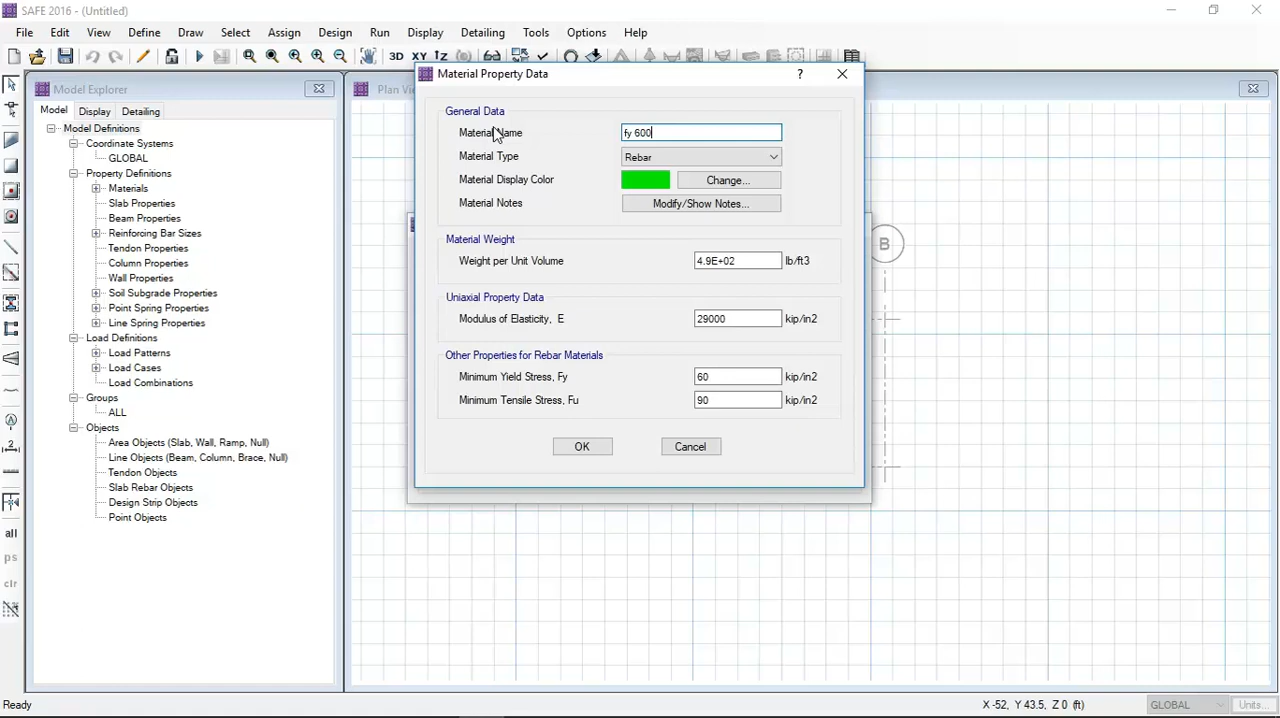 SAFE 2016 - (Untitled)
File Edit View Define Draw Select Assign Design Run Display Detailing Tools Options Help
3D XY
Model Explorer
Model Display Detailing
Model Definitions
Coordinate Systems
GLOBAL
Property Definitions
Materials
Slab Properties
Beam Properties
Reinforcing Bar Sizes
Tendon Properties
Column Properties
Wall Properties
Soil Subgrade Properties
Point Spring Properties
Line Spring Properties
Load Definitions
Load Patterns
Load Cases
Load Combinations
Groups
ALL
Objects
Area Objects (Slab, Wall, Ramp, Null)
Line Objects (Beam, Column, Brace, Null)
Tendon Objects
Slab Rebar Objects
Design Strip Objects
Point Objects
all
ps
clr
Plan
B
Material Property Data
General Data
Material Name fy 600
Material Type Rebar
Material Display Color Change...
Material Notes Modify/Show Notes...
Material Weight
Weight per Unit Volume 4.9E+02 lb/ft3
Uniaxial Property Data
Modulus of Elasticity, E 29000 kip/in2
Other Properties for Rebar Materials
Minimum Yield Stress, Fy 60 kip/in2
Minimum Tensile Stress, Fu 90 kip/in2
OK Cancel
Ready X -52, Y 43.5, Z 0 (ft) GLOBAL Units...